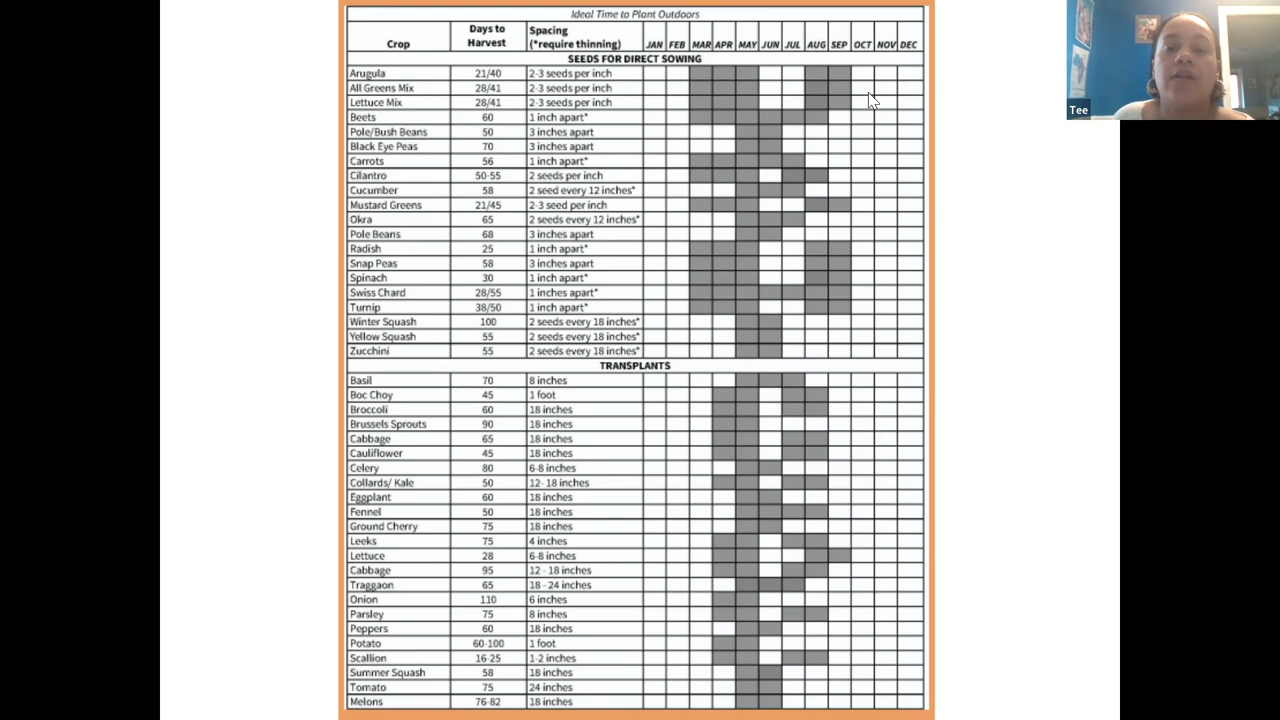 Ideal Time to Plant Outdoors
Crop Days to Harvest Spacing (*require thinning) JAN FEB MAR APR MAY JUN JUL AUG SEP OCT NOV DEC
SEEDS FOR DIRECT SOWING
Arugula 21/40 2-3 seeds per inch
All Greens Mix 28/41 2-3 seeds per inch
Lettuce Mix 28/41 2-3 seeds per inch
Beets 60 1 inch apart*
Pole/Bush Beans 50 3 inches apart
Black Eye Peas 70 3 inches apart
Carrots 56 1 inch apart*
Cilantro 50-55 2 seeds per inch
Cucumber 58 2 seed every 12 inches*
Mustard Greens 21/45 2-3 seed per inch
Okra 65 2 seeds every 12 inches*
Pole Beans 68 3 inches apart
Radish 25 1 inch apart*
Snap Peas 58 3 inches apart
Spinach 30 1 inch apart*
Swiss Chard 28/55 1 inches apart*
Turnip 38/50 1 inch apart*
Winter Squash 100 2 seeds every 18 inches*
Yellow Squash 55 2 seeds every 18 inches*
Zucchini 55 2 seeds every 18 inches*
TRANSPLANTS
Basil 70 8 inches
Boc Choy 45 1 foot
Broccoli 60 18 inches
Brussels Sprouts 90 18 inches
Cabbage 65 18 inches
Cauliflower 45 18 inches
Celery 80 6-8 inches
Collards/ Kale 50 12- 18 inches
Eggplant 60 18 inches
Fennel 50 18 inches
Ground Cherry 75 18 inches
Leeks 75 4 inches
Lettuce 28 6-8 inches
Cabbage 95 12 - 18 inches
Traggaon 65 18 - 24 inches
Onion 110 6 inches
Parsley 75 8 inches
Peppers 60 18 inches
Potato 60-100 1 foot
Scallion 16-25 1-2 inches
Summer Squash 58 18 inches
Tomato 75 24 inches
Melons 76-82 18 inches
Tee